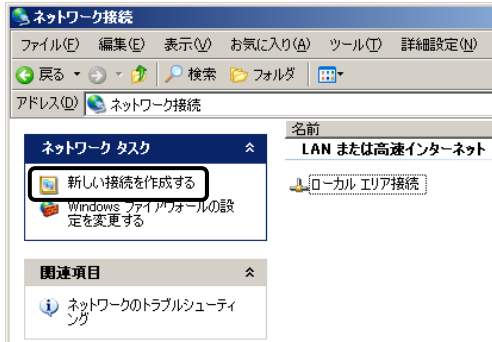 ネットワーク接続
ファイル(F) 編集(E) 表示(V) お気に入り(A) ツール(T) 詳細設定(N)
戻る 検索 フォルダ
アドレス(D) ネットワーク接続
名前
ネットワーク タスク
LAN または高速インターネット
新しい接続を作成する
ローカル エリア接続
Windows ファイアウォールの設
定を変更する
関連項目
ネットワークのトラブルシューティ
ング